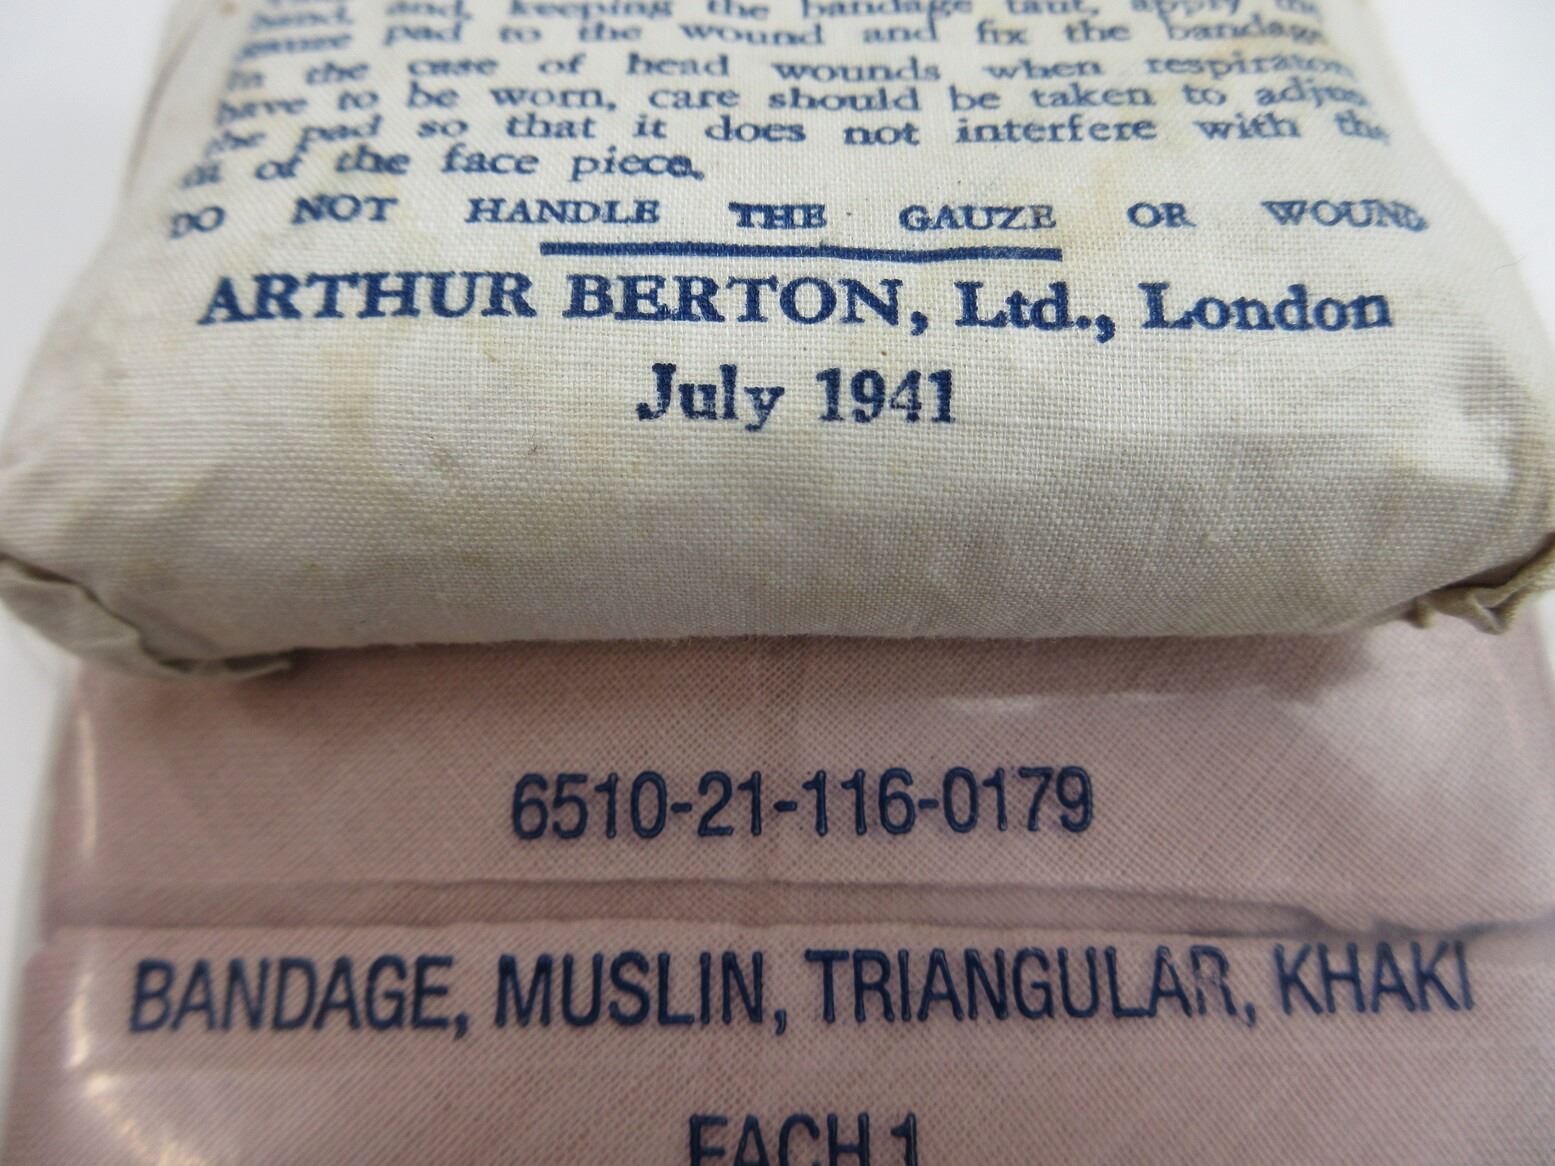 hand, and, keeping the bandage taut, apply the
gauze pad to the wound and fix the bandage
In the case of head wounds when respirators
have to be worn, care should be taken to adjust
the pad so that it does not interfere with the
fit of the face piece.
DO NOT HANDLE THE GAUZE OR WOUND
ARTHUR BERTON, Ltd., London
July 1941
6510-21-116-0179
BANDAGE, MUSLIN, TRIANGULAR, KHAKI
EACH 1